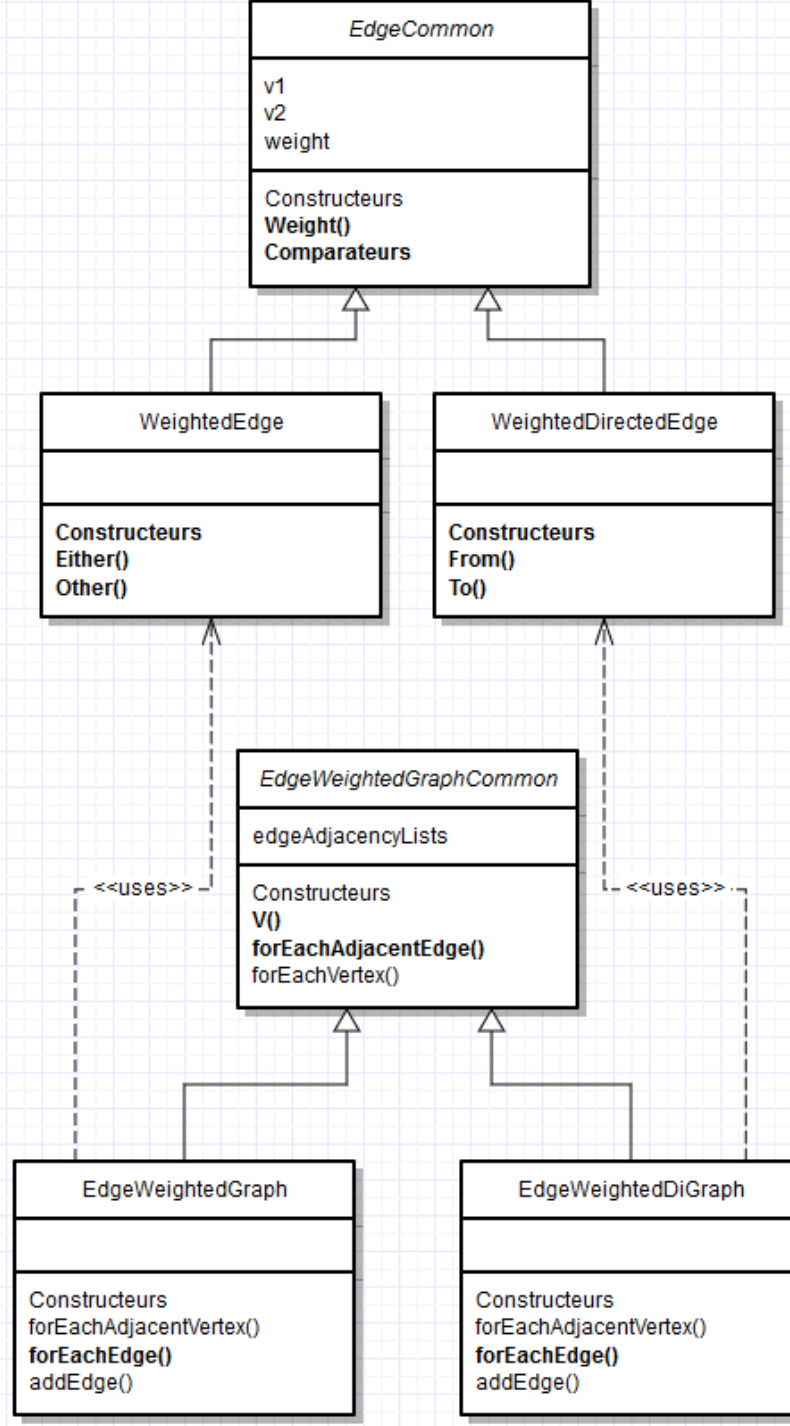 EdgeCommon
v1
v2
weight
Constructeurs
Weight()
Comparateurs
WeightedEdge
Constructeurs
Either()
Other()
WeightedDirectedEdge
Constructeurs
From()
To()
EdgeWeightedGraphCommon
edgeAdjacencyLists
Constructeurs
V()
forEachAdjacentEdge()
forEachVertex()
<<uses>>
<<uses>>
EdgeWeightedGraph
Constructeurs
forEachAdjacentVertex()
forEachEdge()
addEdge()
EdgeWeightedDiGraph
Constructeurs
forEachAdjacentVertex()
forEachEdge()
addEdge()